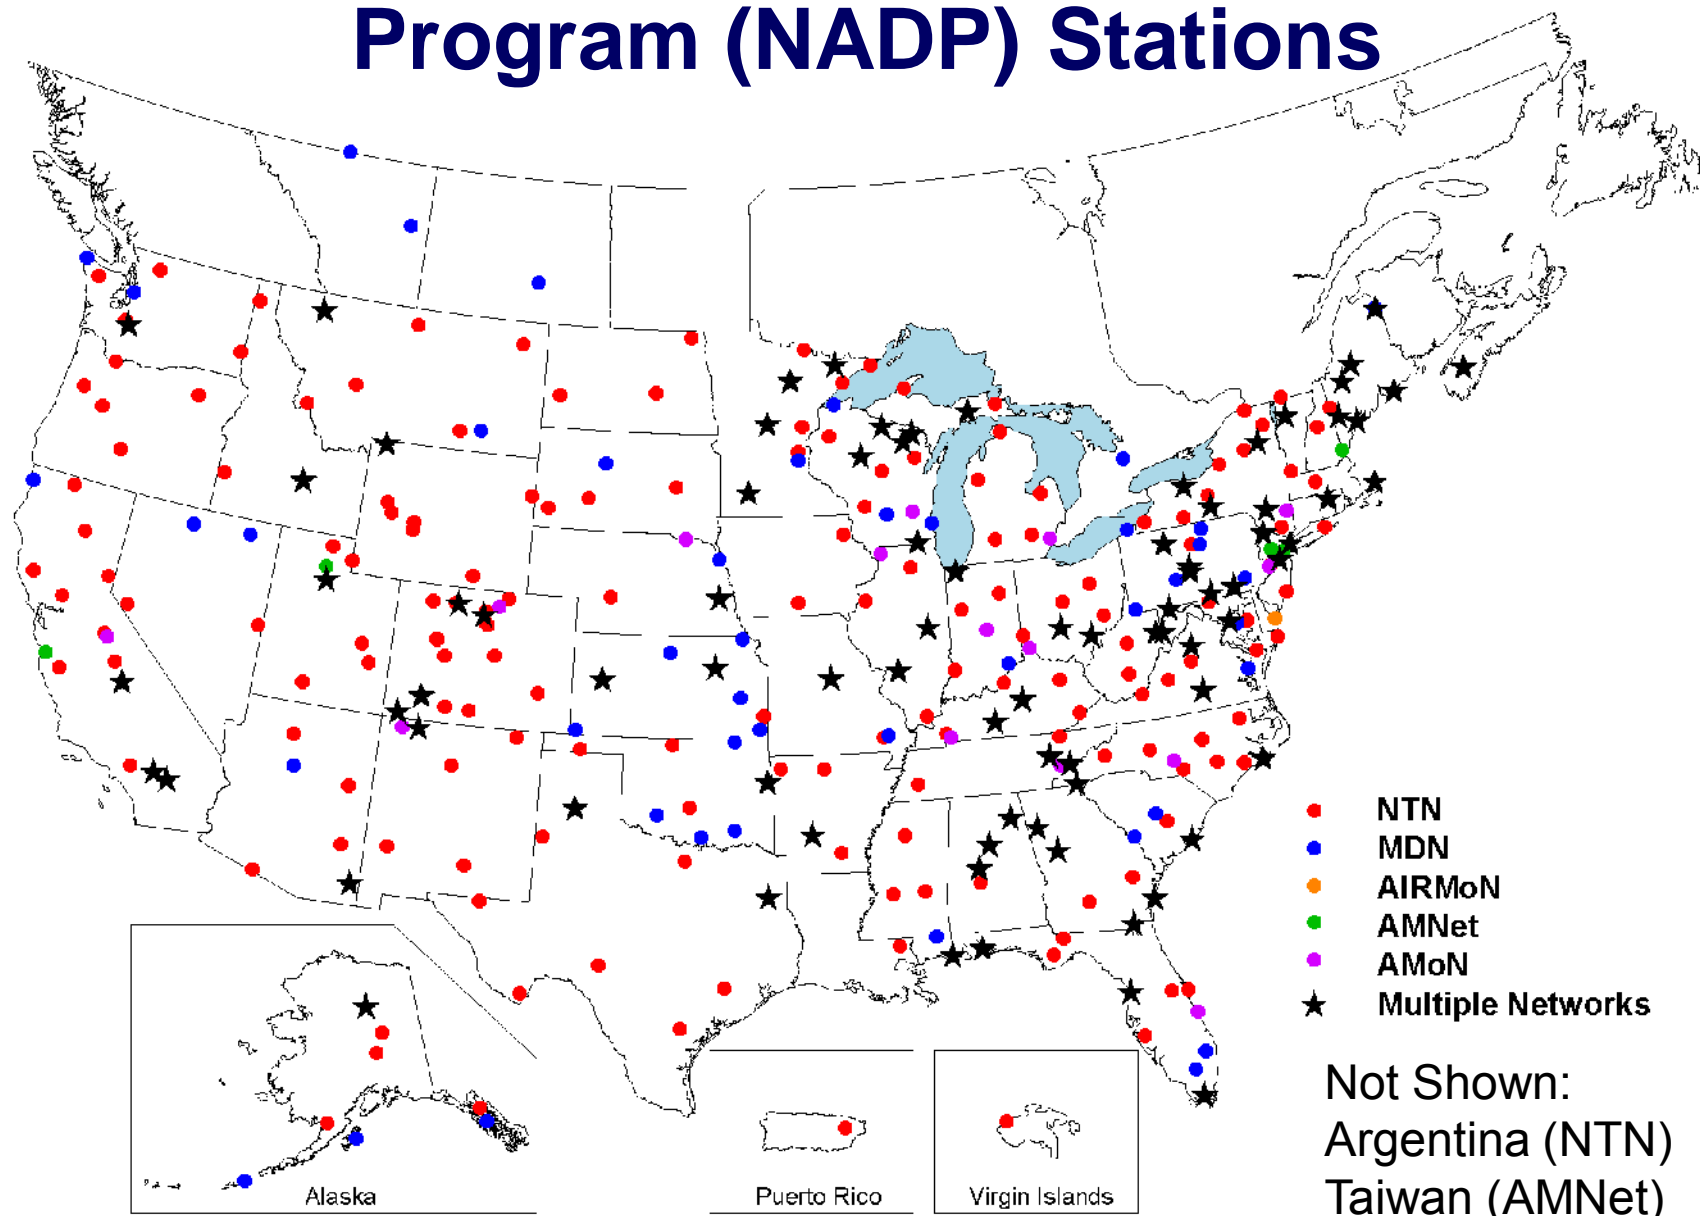 Program (NADP) Stations
NTN
MDN
AIRMoN
AMNet
AMoN
Multiple Networks
Not Shown:
Argentina (NTN)
Taiwan (AMNet)
Alaska
Puerto Rico
Virgin Islands